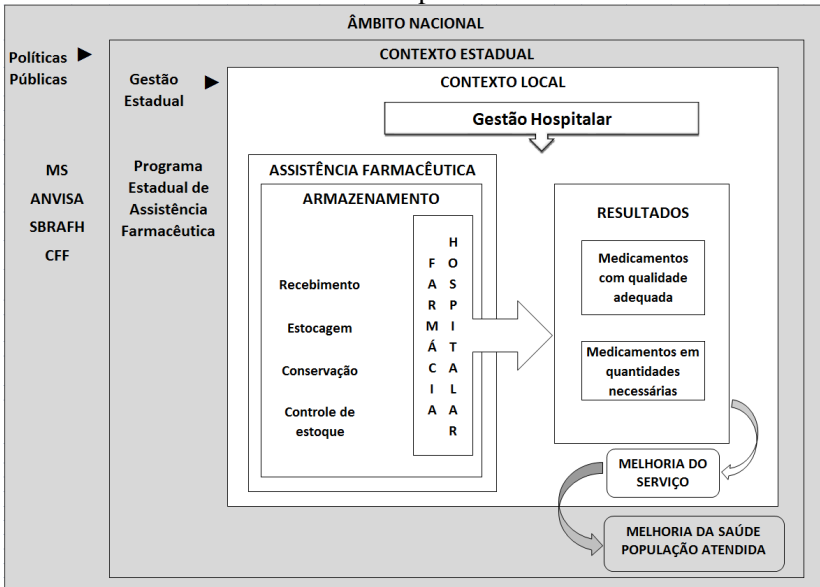 ÂMBITO NACIONAL
Políticas
Públicas
MS
ANVISA
SBRAFH
CFF
CONTEXTO ESTADUAL
Gestão
Estadual
Programa
Estadual de
Assistência
Farmacêutica
CONTEXTO LOCAL
Gestão Hospitalar
ASSISTÊNCIA FARMACÊUTICA
ARMAZENAMENTO
Recebimento
Estocagem
Conservação
Controle de
estoque
FARMÁCIA
HOSPITALAR
RESULTADOS
Medicamentos
com qualidade
adequada
Medicamentos em
quantidades
necessárias
MELHORIA DO
SERVIÇO
MELHORIA DA SAÚDE
POPULAÇÃO ATENDIDA